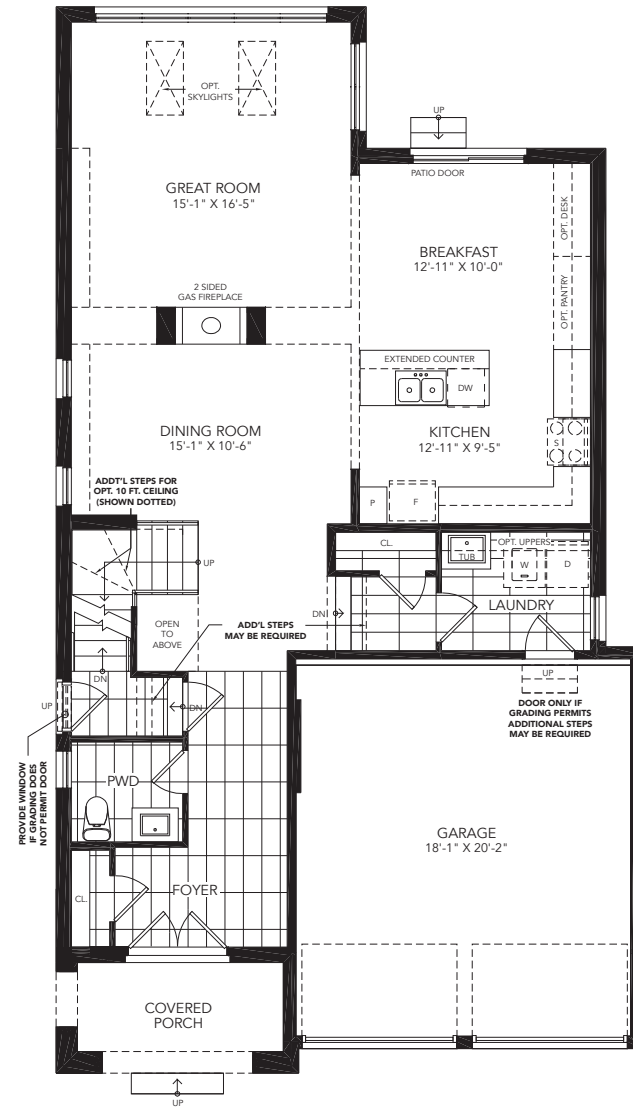 OPT.
SKYLIGHTS
UP
PATIO DOOR
GREAT ROOM
15'-1" X 16'-5"
OPT. DESK
BREAKFAST
12'-11" X 10'-0"
OPT. PANTRY
2 SIDED
GAS FIREPLACE
EXTENDED COUNTER
DW
DINING ROOM
15'-1" X 10'-6"
KITCHEN
12'-11" X 9'-5"
S
ADDT'L STEPS FOR
OPT. 10 FT. CEILING
(SHOWN DOTTED)
P
F
UP
CL.
OPT. UPPERS
TUB
W
D
OPEN
TO
ABOVE
ADD'L STEPS
MAY BE REQUIRED
DN
LAUNDRY
DN
UP
DN
UP
DOOR ONLY IF
GRADING PERMITS
ADDITIONAL STEPS
MAY BE REQUIRED
PROVIDE WINDOW
IF GRADING DOES
NOT PERMIT DOOR
PWD
GARAGE
18'-1" X 20'-2"
CL.
FOYER
COVERED
PORCH
UP